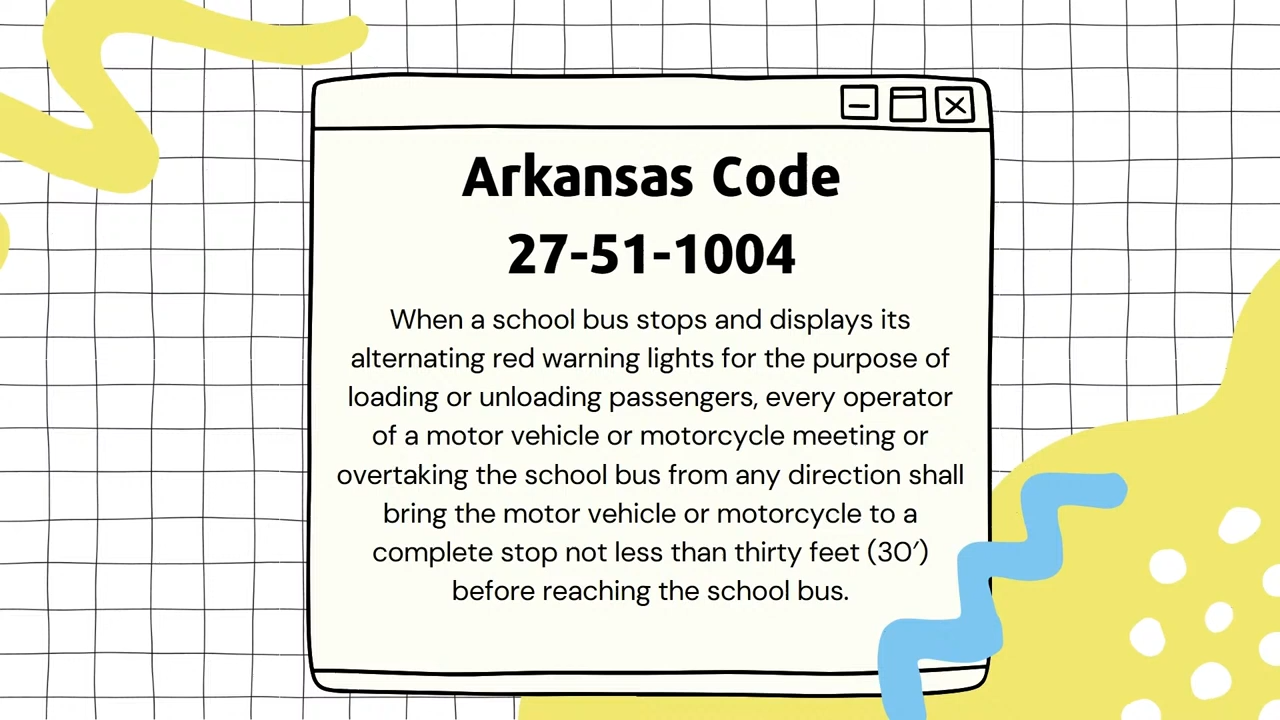 Arkansas Code
27-51-1004
When a school bus stops and displays its
alternating red warning lights for the purpose of
loading or unloading passengers, every operator
of a motor vehicle or motorcycle meeting or
overtaking the school bus from any direction shall
bring the motor vehicle or motorcycle to a
complete stop not less than thirty feet (30′)
before reaching the school bus.